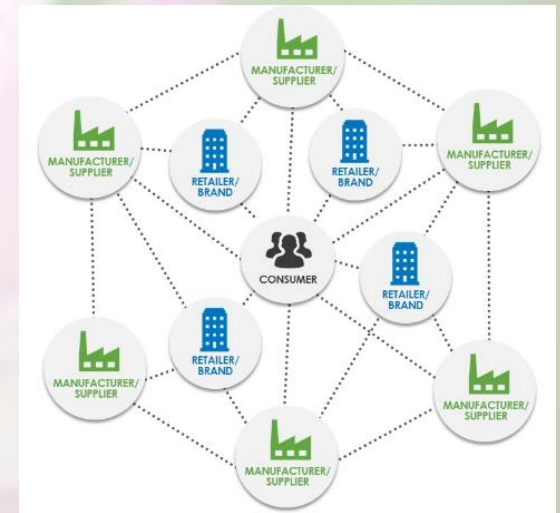 MANUFACTURER/
SUPPLIER
MANUFACTURER/
SUPPLIER
RETAILER/
BRAND
RETAILER/
BRAND
MANUFACTURER/
SUPPLIER
CONSUMER
RETAILER/
BRAND
RETAILER/
BRAND
MANUFACTURER/
SUPPLIER
MANUFACTURER/
SUPPLIER
MANUFACTURER/
SUPPLIER